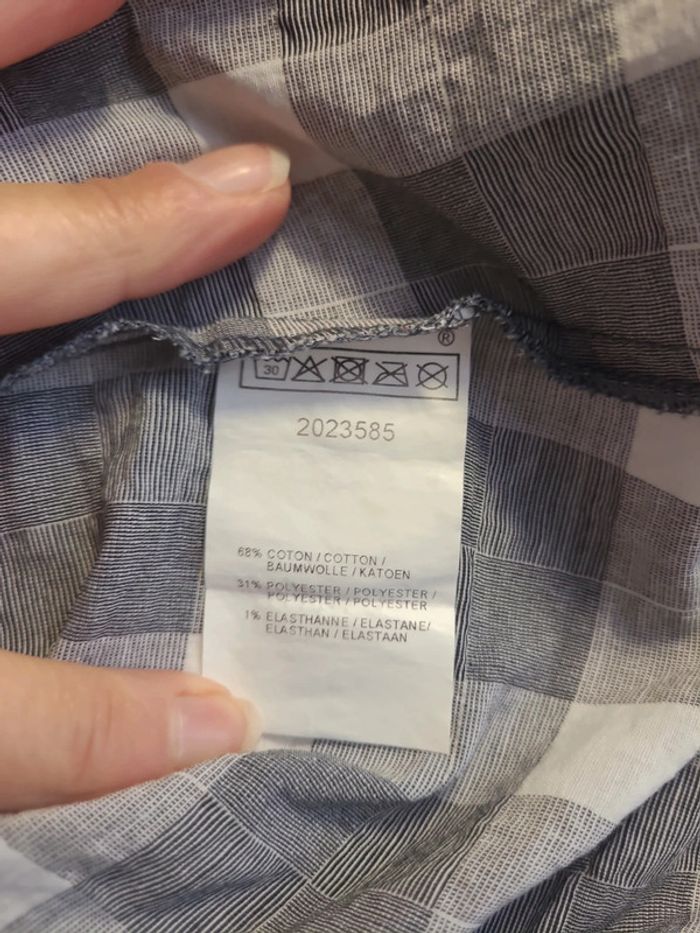 ®
30
2023585
68% COTON / COTTON /
BAUMWOLLE / KATOEN
31% POLYESTER / POLYESTER /
POLYESTER / POLYESTER
1% ELASTHANNE / ELASTANE/
ELASTHAN / ELASTAAN